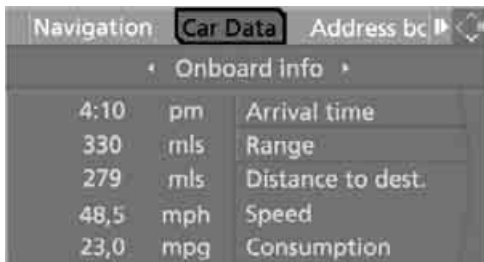 Navigation Car Data Address bc
Onboard info
4:10 pm Arrival time
330 mls Range
279 mls Distance to dest.
48,5 mph Speed
23,0 mpg Consumption